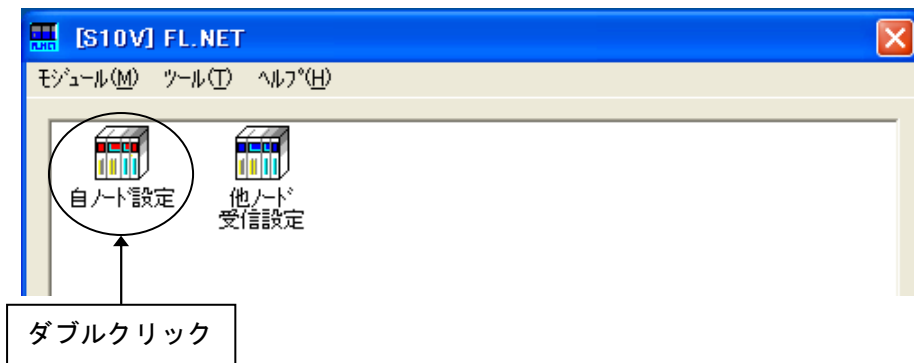 [S10V] FL.NET
モジュール(M) ツール(T) ヘルプ(H)
自ノード設定
他ノード
受信設定
ダブルクリック